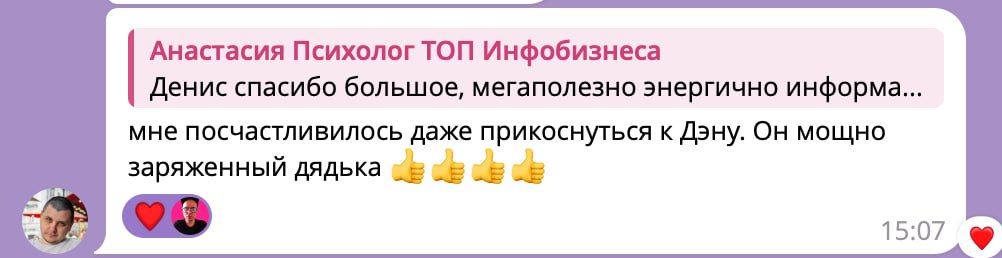 Анастасия Психолог ТОП Инфобизнеса
Денис спасибо большое, мегаполезно энергично информа...
мне посчастливилось даже прикоснуться к Дэну. Он мощно
заряженный дядька 👍👍👍👍
15:07